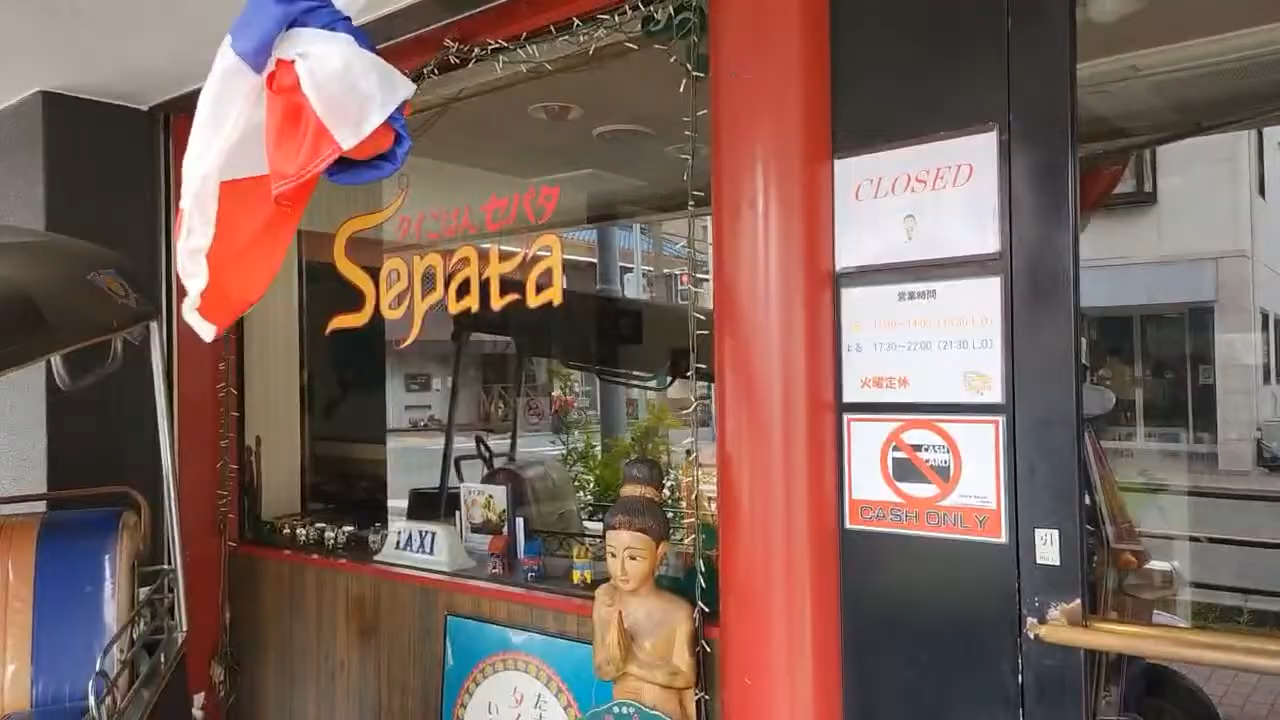 タイごはん セパタ
Sepata
CLOSED
営業時間
よる 17:30～22:00 (21:30 L.O)
火曜定休
CASH
CARD
CASH ONLY
TAXI
引